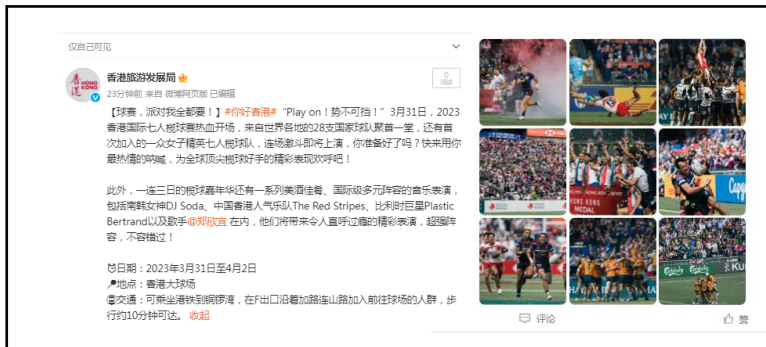 仅自己可见
香港旅游发展局
23分钟前 来自 微博网页版 已编辑
【球赛，派对我全都要！】#你好香港# “Play on！势不可挡！”3月31日，2023
香港国际七人榄球赛热血开场，来自世界各地的28支国家球队聚首一堂，还有首
次加入的一众女子精英七人榄球队，连场激斗即将上演，你准备好了吗？快来用你
最热情的呐喊，为全球顶尖榄球好手的精彩表现欢呼吧！
此外，一连三日的榄球嘉年华还有一系列美酒佳肴、国际级多元阵容的音乐表演，
包括南韩女神DJ Soda、中国香港人气乐队The Red Stripes、比利时巨星Plastic
Bertrand以及歌手@郑欣宜 在内，他们将带来令人直呼过瘾的精彩表演，超强阵
容，不容错过！
日期：2023年3月31日至4月2日
地点：香港大球场
交通：可乘坐港铁到铜锣湾，在F出口沿着加路连山路加入前往球场的人群，步
行约10分钟可达。 收起
HONG KONG
MEDAL
Carlsberg
评论
赞